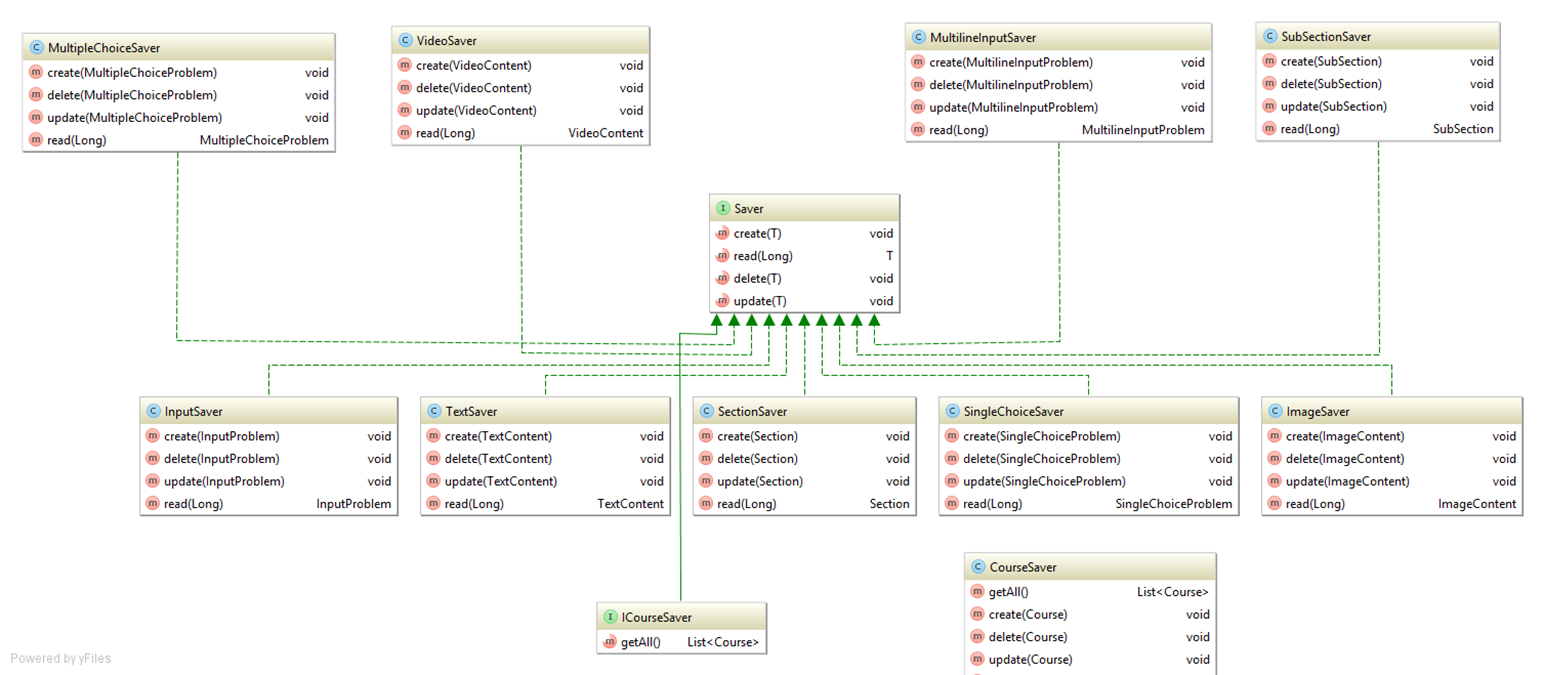 MultipleChoiceSaver
create(MultipleChoiceProblem) void
delete(MultipleChoiceProblem) void
update(MultipleChoiceProblem) void
read(Long) MultipleChoiceProblem
VideoSaver
create(VideoContent) void
delete(VideoContent) void
update(VideoContent) void
read(Long) VideoContent
MultilineInputSaver
create(MultilineInputProblem) void
delete(MultilineInputProblem) void
update(MultilineInputProblem) void
read(Long) MultilineInputProblem
SubSectionSaver
create(SubSection) void
delete(SubSection) void
update(SubSection) void
read(Long) SubSection
Saver
create(T) void
read(Long) T
delete(T) void
update(T) void
InputSaver
create(InputProblem) void
delete(InputProblem) void
update(InputProblem) void
read(Long) InputProblem
TextSaver
create(TextContent) void
delete(TextContent) void
update(TextContent) void
read(Long) TextContent
SectionSaver
create(Section) void
delete(Section) void
update(Section) void
read(Long) Section
SingleChoiceSaver
create(SingleChoiceProblem) void
delete(SingleChoiceProblem) void
update(SingleChoiceProblem) void
read(Long) SingleChoiceProblem
ImageSaver
create(ImageContent) void
delete(ImageContent) void
update(ImageContent) void
read(Long) ImageContent
ICourseSaver
getAll() List<Course>
CourseSaver
getAll() List<Course>
create(Course) void
delete(Course) void
update(Course) void
Powered by yFiles